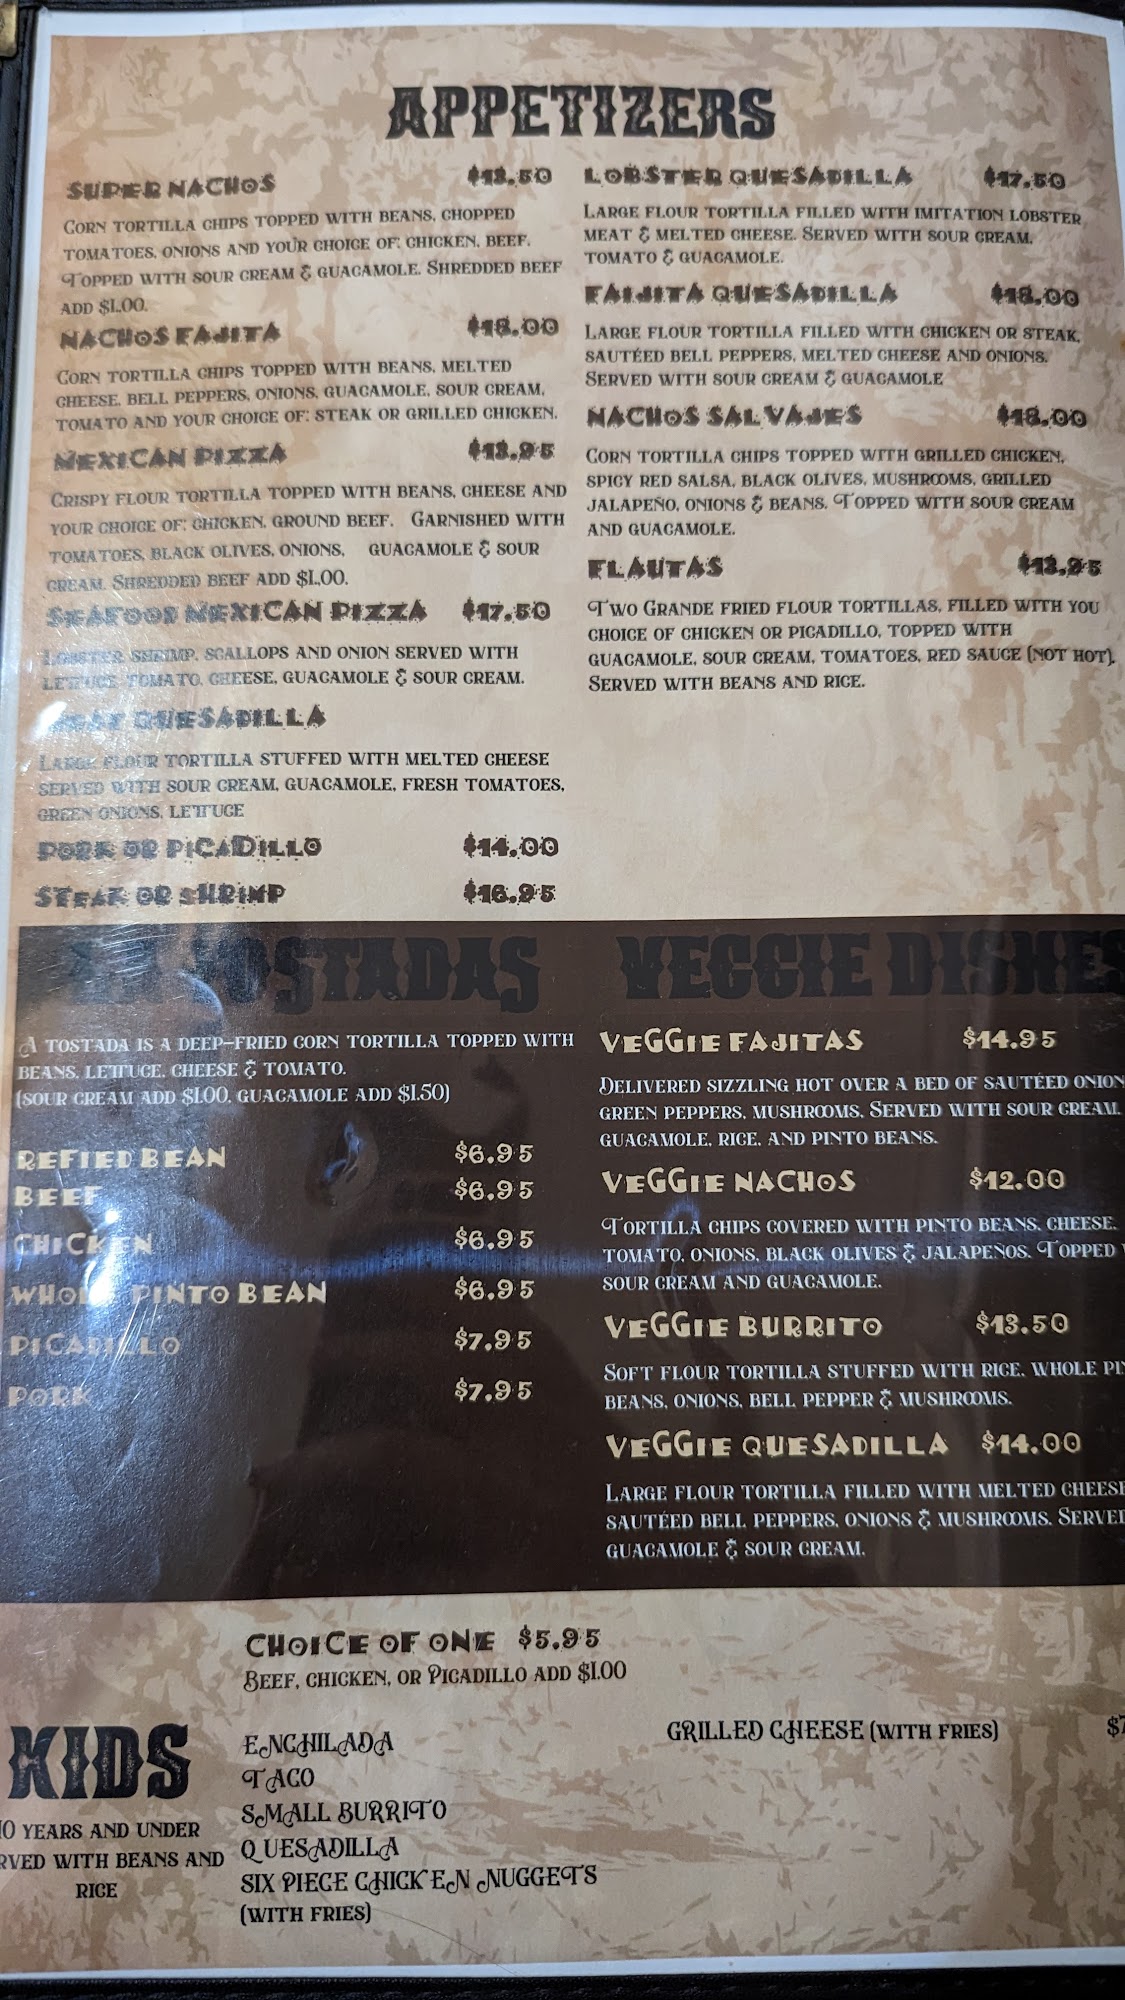 APPETIZERS
SUPER NACHOS $13.50
CORN TORTILLA CHIPS TOPPED WITH BEANS, CHOPPED
TOMATOES, ONIONS AND YOUR CHOICE OF: CHICKEN, BEEF.
TOPPED WITH SOUR CREAM & GUACAMOLE. SHREDDED BEEF
ADD $1.00.
NACHOS FAJITA $18.00
CORN TORTILLA CHIPS TOPPED WITH BEANS, MELTED
CHEESE, BELL PEPPERS, ONIONS, GUACAMOLE, SOUR CREAM,
TOMATO AND YOUR CHOICE OF: STEAK OR GRILLED CHICKEN.
MEXICAN PIZZA $13.95
CRISPY FLOUR TORTILLA TOPPED WITH BEANS, CHEESE AND
YOUR CHOICE OF: CHICKEN, GROUND BEEF. GARNISHED WITH
TOMATOES, BLACK OLIVES, ONIONS, GUACAMOLE & SOUR
CREAM. SHREDDED BEEF ADD $1.00.
SEAFOOD MEXICAN PIZZA $17.50
LOBSTER SHRIMP, SCALLOPS AND ONION SERVED WITH
LETTUCE, TOMATO, CHEESE, GUACAMOLE & SOUR CREAM.
MEAT QUESADILLA
LARGE FLOUR TORTILLA STUFFED WITH MELTED CHEESE
SERVED WITH SOUR CREAM, GUACAMOLE, FRESH TOMATOES,
GREEN ONIONS, LETTUCE
PORK OR PICADILLO $14.00
STEAK OR SHRIMP $16.95
LOBSTER QUESADILLA $17.50
LARGE FLOUR TORTILLA FILLED WITH IMITATION LOBSTER
MEAT & MELTED CHEESE. SERVED WITH SOUR CREAM,
TOMATO & GUACAMOLE.
FAIJITA QUESADILLA $18.00
LARGE FLOUR TORTILLA FILLED WITH CHICKEN OR STEAK,
SAUTÉED BELL PEPPERS, MELTED CHEESE AND ONIONS.
SERVED WITH SOUR CREAM & GUACAMOLE
NACHOS SALVAJES $18.00
CORN TORTILLA CHIPS TOPPED WITH GRILLED CHICKEN,
SPICY RED SALSA, BLACK OLIVES, MUSHROOMS, GRILLED
JALAPEÑO, ONIONS & BEANS. TOPPED WITH SOUR CREAM
AND GUACAMOLE.
FLAUTAS $13.95
TWO GRANDE FRIED FLOUR TORTILLAS, FILLED WITH YOU
CHOICE OF CHICKEN OR PICADILLO, TOPPED WITH
GUACAMOLE, SOUR CREAM, TOMATOES, RED SAUCE (NOT HOT).
SERVED WITH BEANS AND RICE.
TOSTADAS
A TOSTADA IS A DEEP-FRIED CORN TORTILLA TOPPED WITH
BEANS, LETTUCE, CHEESE & TOMATO.
(SOUR CREAM ADD $1.00, GUACAMOLE ADD $1.50)
REFIED BEAN $6.95
BEEF $6.95
CHICKEN $6.95
WHOLE PINTO BEAN $6.95
PICADILLO $7.95
PORK $7.95
VEGGIE DISHES
VEGGIE FAJITAS $14.95
DELIVERED SIZZLING HOT OVER A BED OF SAUTÉED ONION
GREEN PEPPERS, MUSHROOMS, SERVED WITH SOUR CREAM,
GUACAMOLE, RICE, AND PINTO BEANS.
VEGGIE NACHOS $12.00
TORTILLA CHIPS COVERED WITH PINTO BEANS, CHEESE,
TOMATO, ONIONS, BLACK OLIVES & JALAPEÑOS. TOPPED
SOUR CREAM AND GUACAMOLE.
VEGGIE BURRITO $13.50
SOFT FLOUR TORTILLA STUFFED WITH RICE, WHOLE
BEANS, ONIONS, BELL PEPPER & MUSHROOMS.
VEGGIE QUESADILLA $14.00
LARGE FLOUR TORTILLA FILLED WITH MELTED CHEESE
SAUTÉED BELL PEPPERS, ONIONS & MUSHROOMS. SERVED
GUACAMOLE & SOUR CREAM.
CHOICE OF ONE $5.95
BEEF, CHICKEN, OR PICADILLO ADD $1.00
KIDS
10 YEARS AND UNDER
WITH BEANS AND
RICE
ENCHILADA
TACO
SMALL BURRITO
QUESADILLA
SIX PIECE CHICKEN NUGGETS
(WITH FRIES)
GRILLED CHEESE (WITH FRIES)